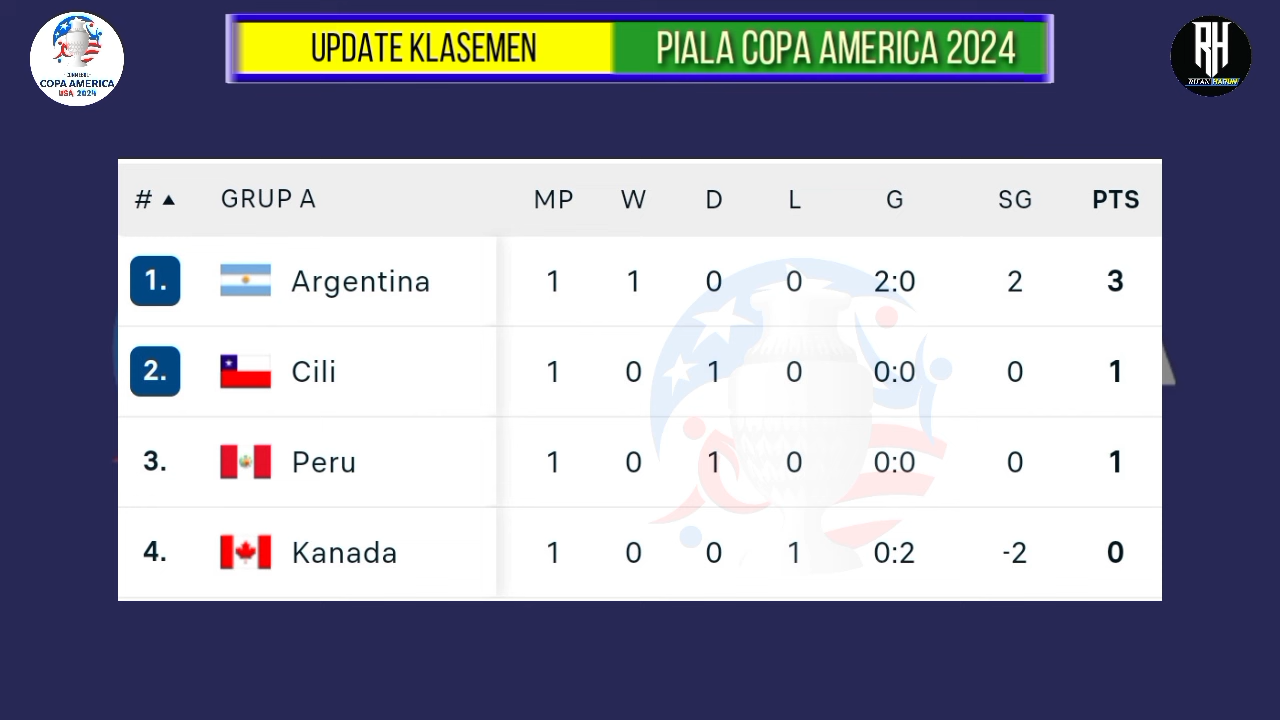 UPDATE KLASEMEN PIALA COPA AMERICA 2024
COPA AMERICA
USA 2024
RH
# ▲ GRUP A MP W D L G SG PTS
1. Argentina 1 1 0 0 2:0 2 3
2. Cili 1 0 1 0 0:0 0 1
3. Peru 1 0 1 0 0:0 0 1
4. Kanada 1 0 0 1 0:2 -2 0